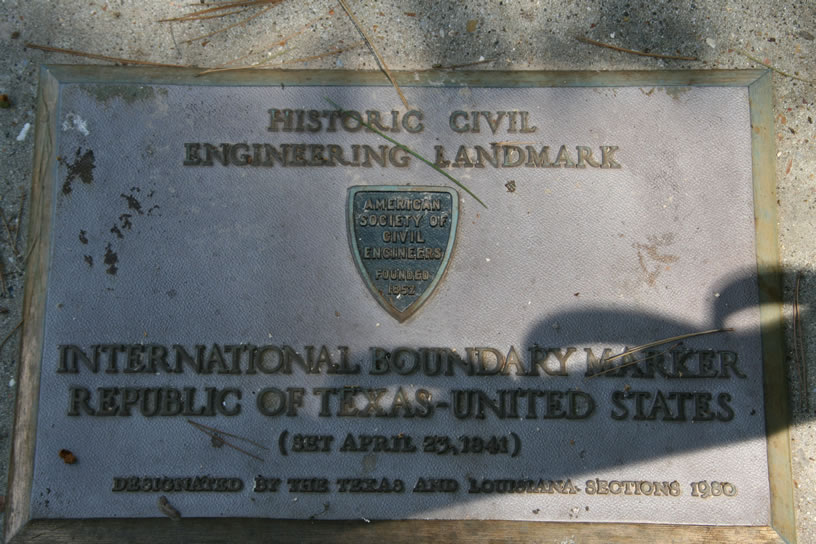 HISTORIC CIVIL
ENGINEERING LANDMARK
AMERICAN
SOCIETY OF
CIVIL
ENGINEERS
FOUNDED
1852
INTERNATIONAL BOUNDARY MARKER
REPUBLIC OF TEXAS-UNITED STATES
(SET APRIL 23, 1841)
DESIGNATED BY THE TEXAS AND LOUISIANA SECTIONS 1980